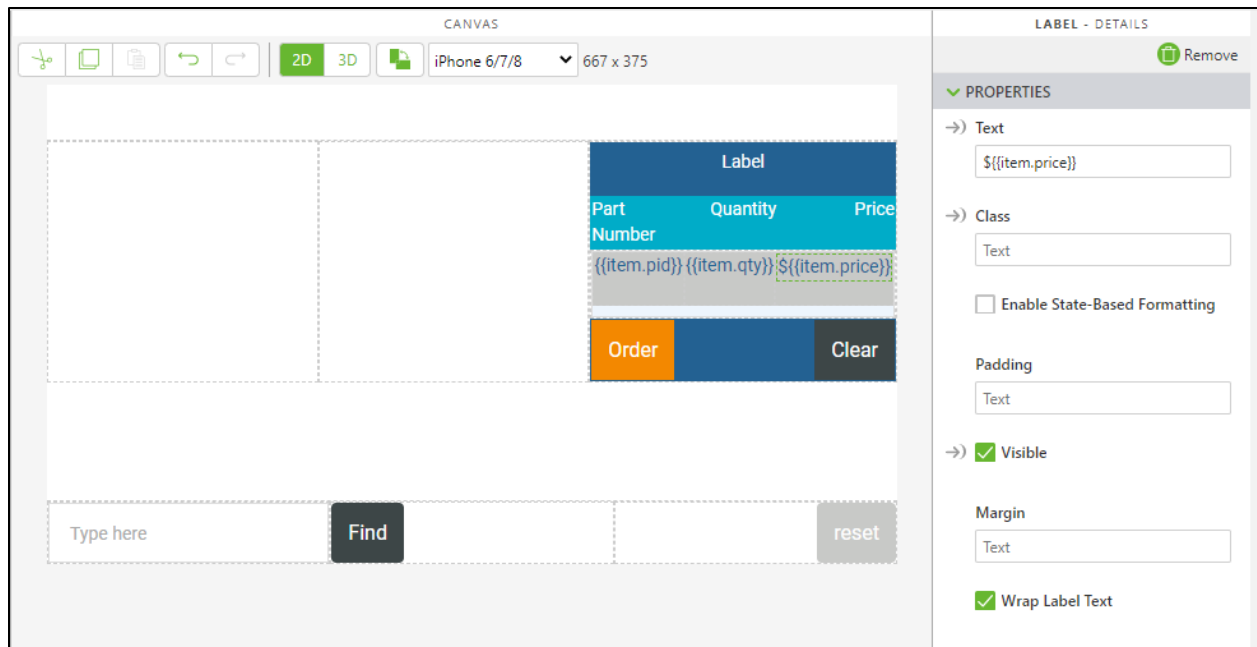 CANVAS
LABEL - DETAILS
2D 3D iPhone 6/7/8 667 x 375
Remove
PROPERTIES
Text
${{item.price}}
Class
Text
Enable State-Based Formatting
Padding
Text
Visible
Margin
Text
Wrap Label Text
Label
Part Number Quantity Price
{{item.pid}} {{item.qty}} ${{item.price}}
Order Clear
Type here Find reset